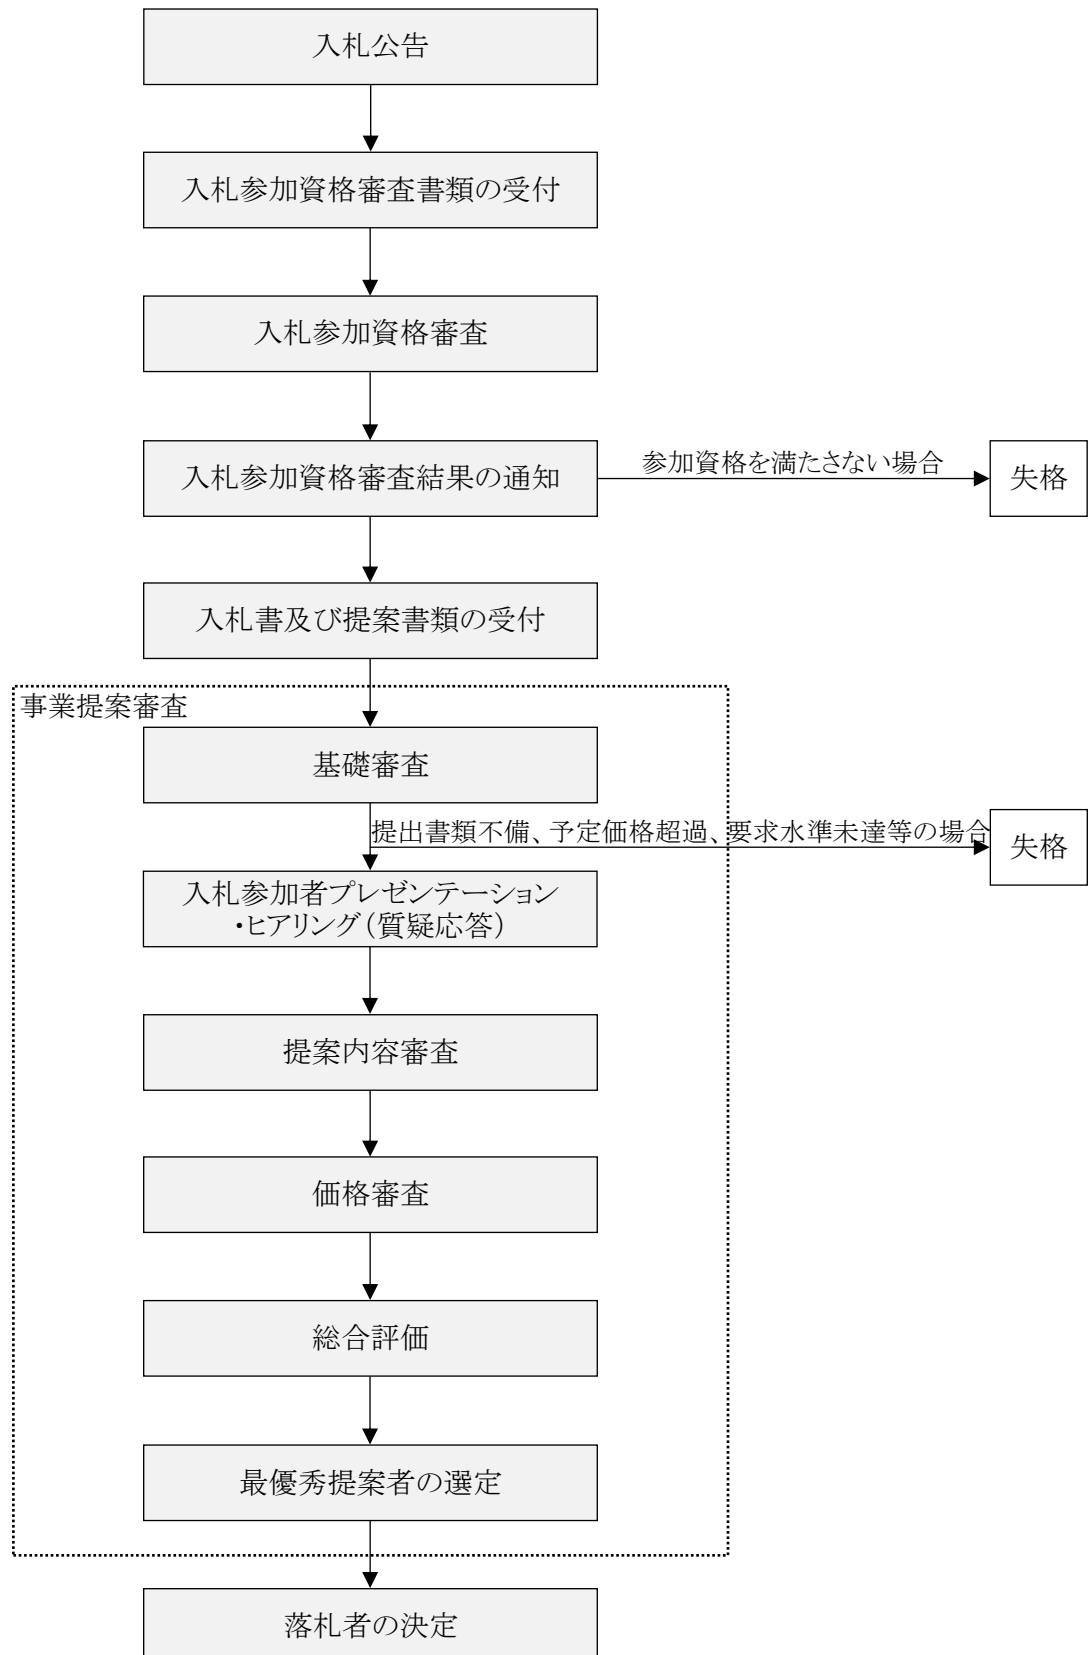 入札公告
入札参加資格審査書類の受付
入札参加資格審査
入札参加資格審査結果の通知
参加資格を満たさない場合
失格
入札書及び提案書類の受付
事業提案審査
基礎審査
提出書類不備、予定価格超過、要求水準未達等の場合
失格
入札参加者プレゼンテーション
・ヒアリング（質疑応答）
提案内容審査
価格審査
総合評価
最優秀提案者の選定
落札者の決定